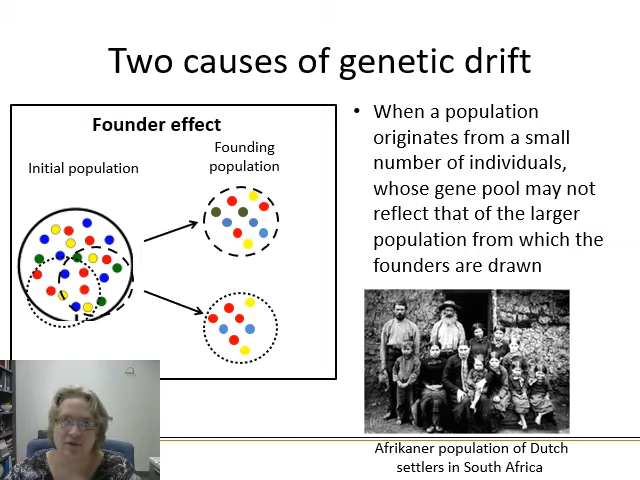 Two causes of genetic drift
Founder effect
Initial population
Founding
population
• When a population
originates from a small
number of individuals,
whose gene pool may not
reflect that of the larger
population from which the
founders are drawn
Afrikaner population of Dutch
settlers in South Africa